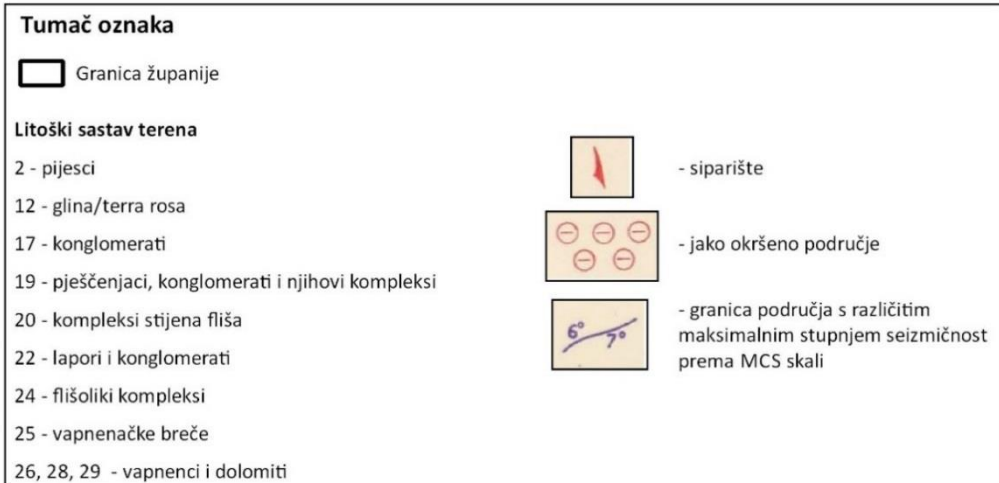 Tumač oznaka
Granica županije
Litoški sastav terena
2 - pijesci
12 - glina/terra rosa
17 - konglomerati
19 - pješčenjaci, konglomerati i njihovi kompleksi
20 - kompleksi stijena fliša
22 - lapori i konglomerati
24 - flišoliki kompleksi
25 - vapnenačke breče
26, 28, 29 - vapnenci i dolomiti
- siparište
- jako okršeno područje
6° 7°
- granica područja s različitim
maksimalnim stupnjem seizmičnost
prema MCS skali